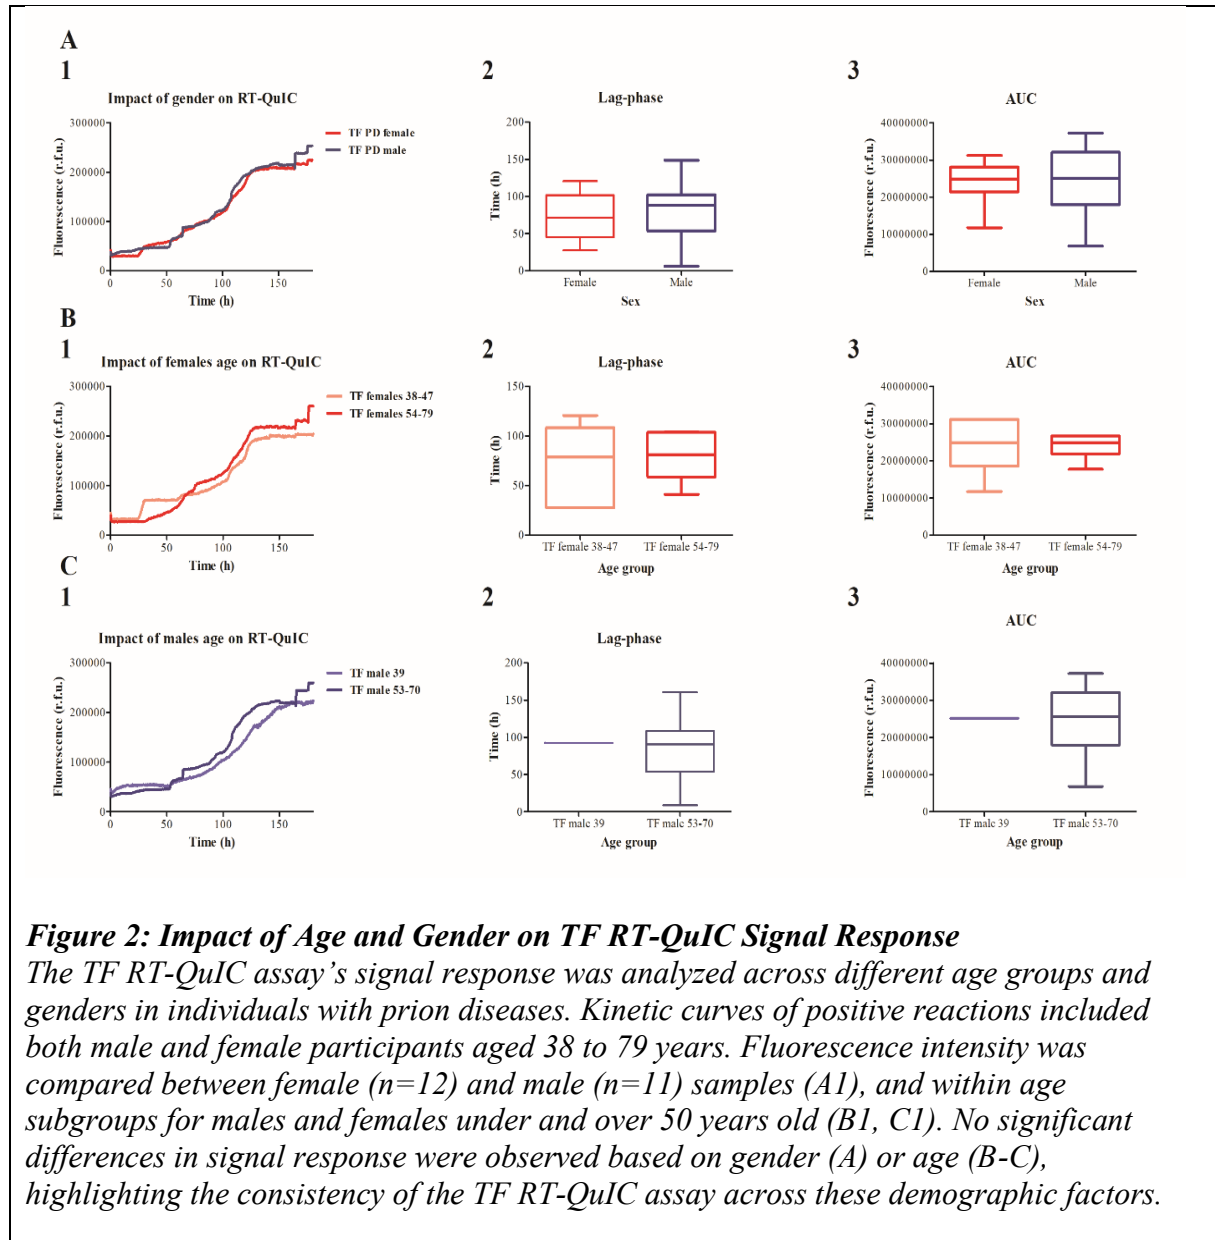 A
1
Impact of gender on RT-QuIC
Fluorescence (r.f.u.)
300000
200000
100000
0
0 50 100 150
Time (h)
TF PD female
TF PD male
2
Lag-phase
Time (h)
200
150
100
50
0
Female Male
Sex
3
AUC
Fluorescence (r.f.u.)
40000000
30000000
20000000
10000000
0
Female Male
Sex
B
1
Impact of females age on RT-QuIC
Fluorescence (r.f.u.)
300000
200000
100000
0
0 50 100 150
Time (h)
TF females 38-47
TF females 54-79
2
Lag-phase
Time (h)
150
100
50
0
TF female 38-47 TF female 54-79
Age group
3
AUC
Fluorescence (r.f.u.)
40000000
30000000
20000000
10000000
0
TF female 38-47 TF female 54-79
Age group
C
1
Impact of males age on RT-QuIC
Fluorescence (r.f.u.)
300000
200000
100000
0
0 50 100 150
Time (h)
TF male 39
TF male 53-70
2
Lag-phase
Time (h)
200
150
100
50
0
TF male 39 TF male 53-70
Age group
3
AUC
Fluorescence (r.f.u.)
40000000
30000000
20000000
10000000
0
TF male 39 TF male 53-70
Age group
Figure 2: Impact of Age and Gender on TF RT-QuIC Signal Response
The TF RT-QuIC assay’s signal response was analyzed across different age groups and
genders in individuals with prion diseases. Kinetic curves of positive reactions included
both male and female participants aged 38 to 79 years. Fluorescence intensity was
compared between female (n=12) and male (n=11) samples (A1), and within age
subgroups for males and females under and over 50 years old (B1, C1). No significant
differences in signal response were observed based on gender (A) or age (B-C),
highlighting the consistency of the TF RT-QuIC assay across these demographic factors.